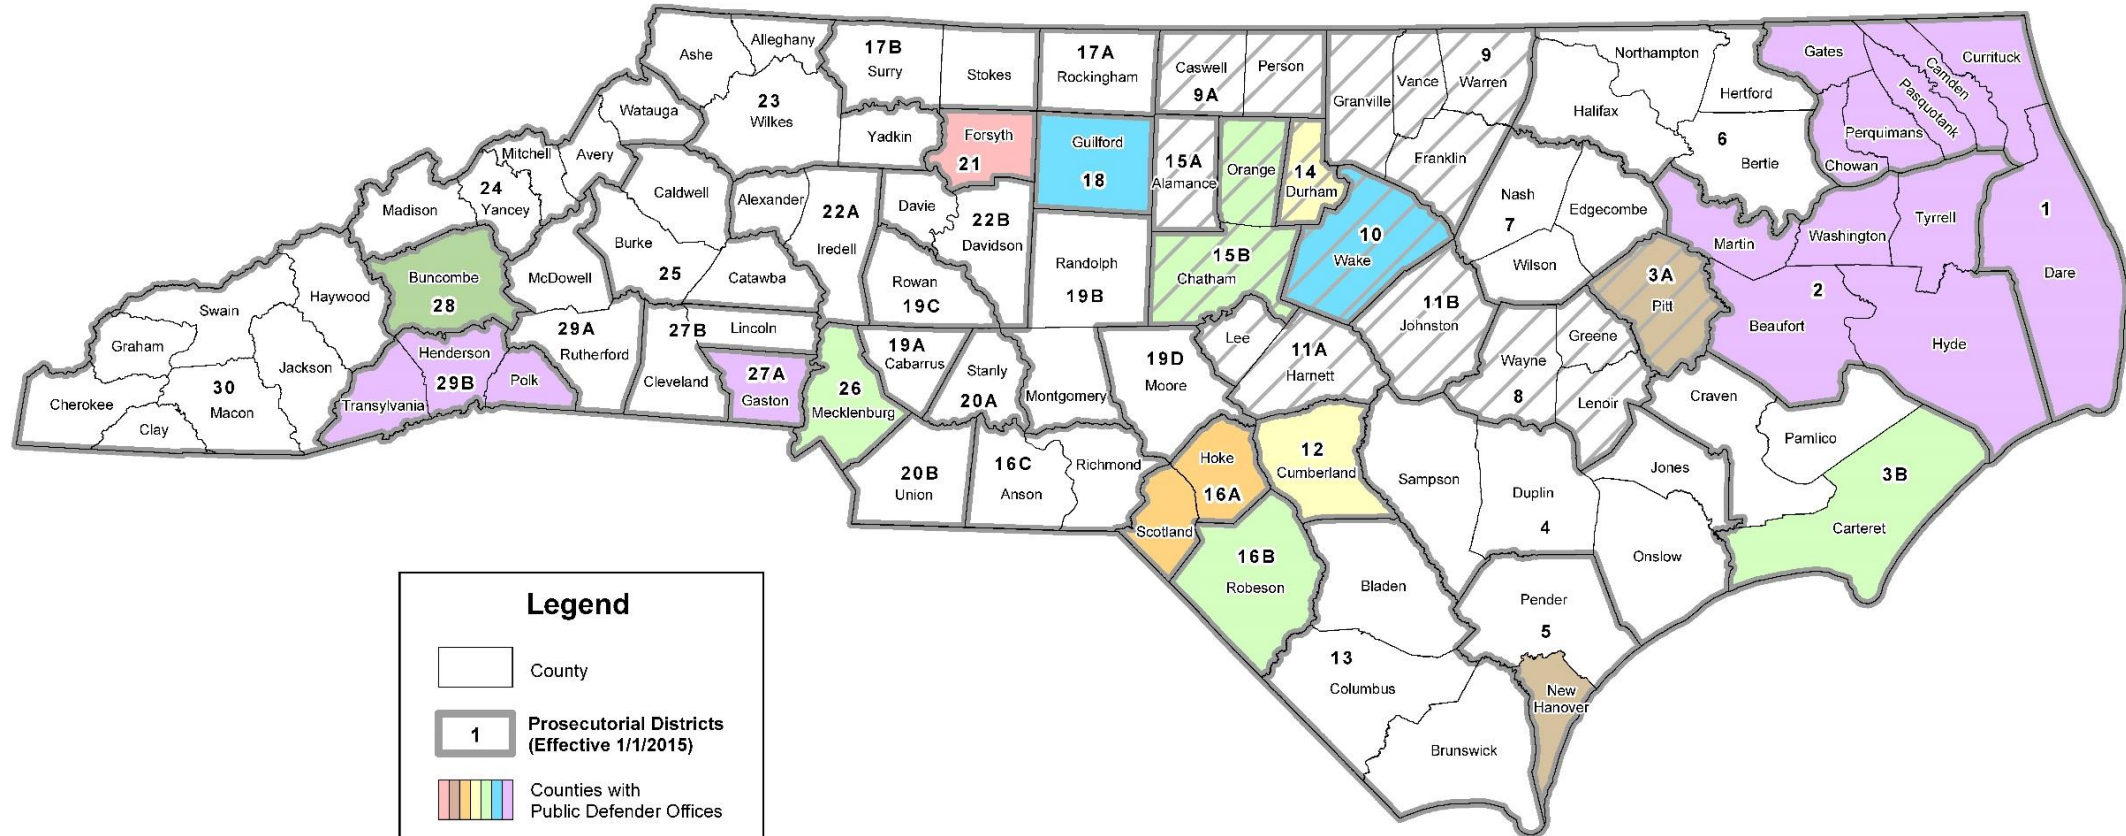 Ashe
Alleghany
17B
Surry
Stokes
17A
Rockingham
Caswell
9A
Person
Granville
Vance
9
Warren
Northampton
Halifax
Hertford
6
Bertie
Gates
Camden
Pasquotank
Currituck
Perquimans
Chowan
Watauga
23
Wilkes
Yadkin
Forsyth
21
Guilford
18
15A
Alamance
Orange
14
Durham
Franklin
Nash
7
Edgecombe
Wilson
Mitchell
Avery
24
Yancey
Madison
Caldwell
Alexander
22A
Iredell
Davie
22B
Davidson
Randolph
19B
15B
Chatham
10
Wake
Martin
Washington
Tyrrell
1
Dare
Buncombe
28
McDowell
Burke
25
Catawba
Rowan
19C
3A
Pitt
2
Beaufort
Hyde
Swain
Haywood
Graham
Jackson
Cherokee
Clay
30
Macon
Transylvania
Henderson
29B
Polk
29A
Rutherford
27B
Lincoln
Cleveland
27A
Gaston
26
Mecklenburg
19A
Cabarrus
Stanly
20A
Montgomery
19D
Moore
Lee
11A
Harnett
11B
Johnston
Wayne
8
Greene
Lenoir
Craven
Pamlico
Jones
3B
Carteret
20B
Union
16C
Anson
Richmond
Hoke
16A
Scotland
12
Cumberland
Sampson
Duplin
4
Onslow
16B
Robeson
Bladen
Pender
5
13
Columbus
Brunswick
New
Hanover
Legend
County
1
Prosecutorial Districts
(Effective 1/1/2015)
Counties with
Public Defender Offices